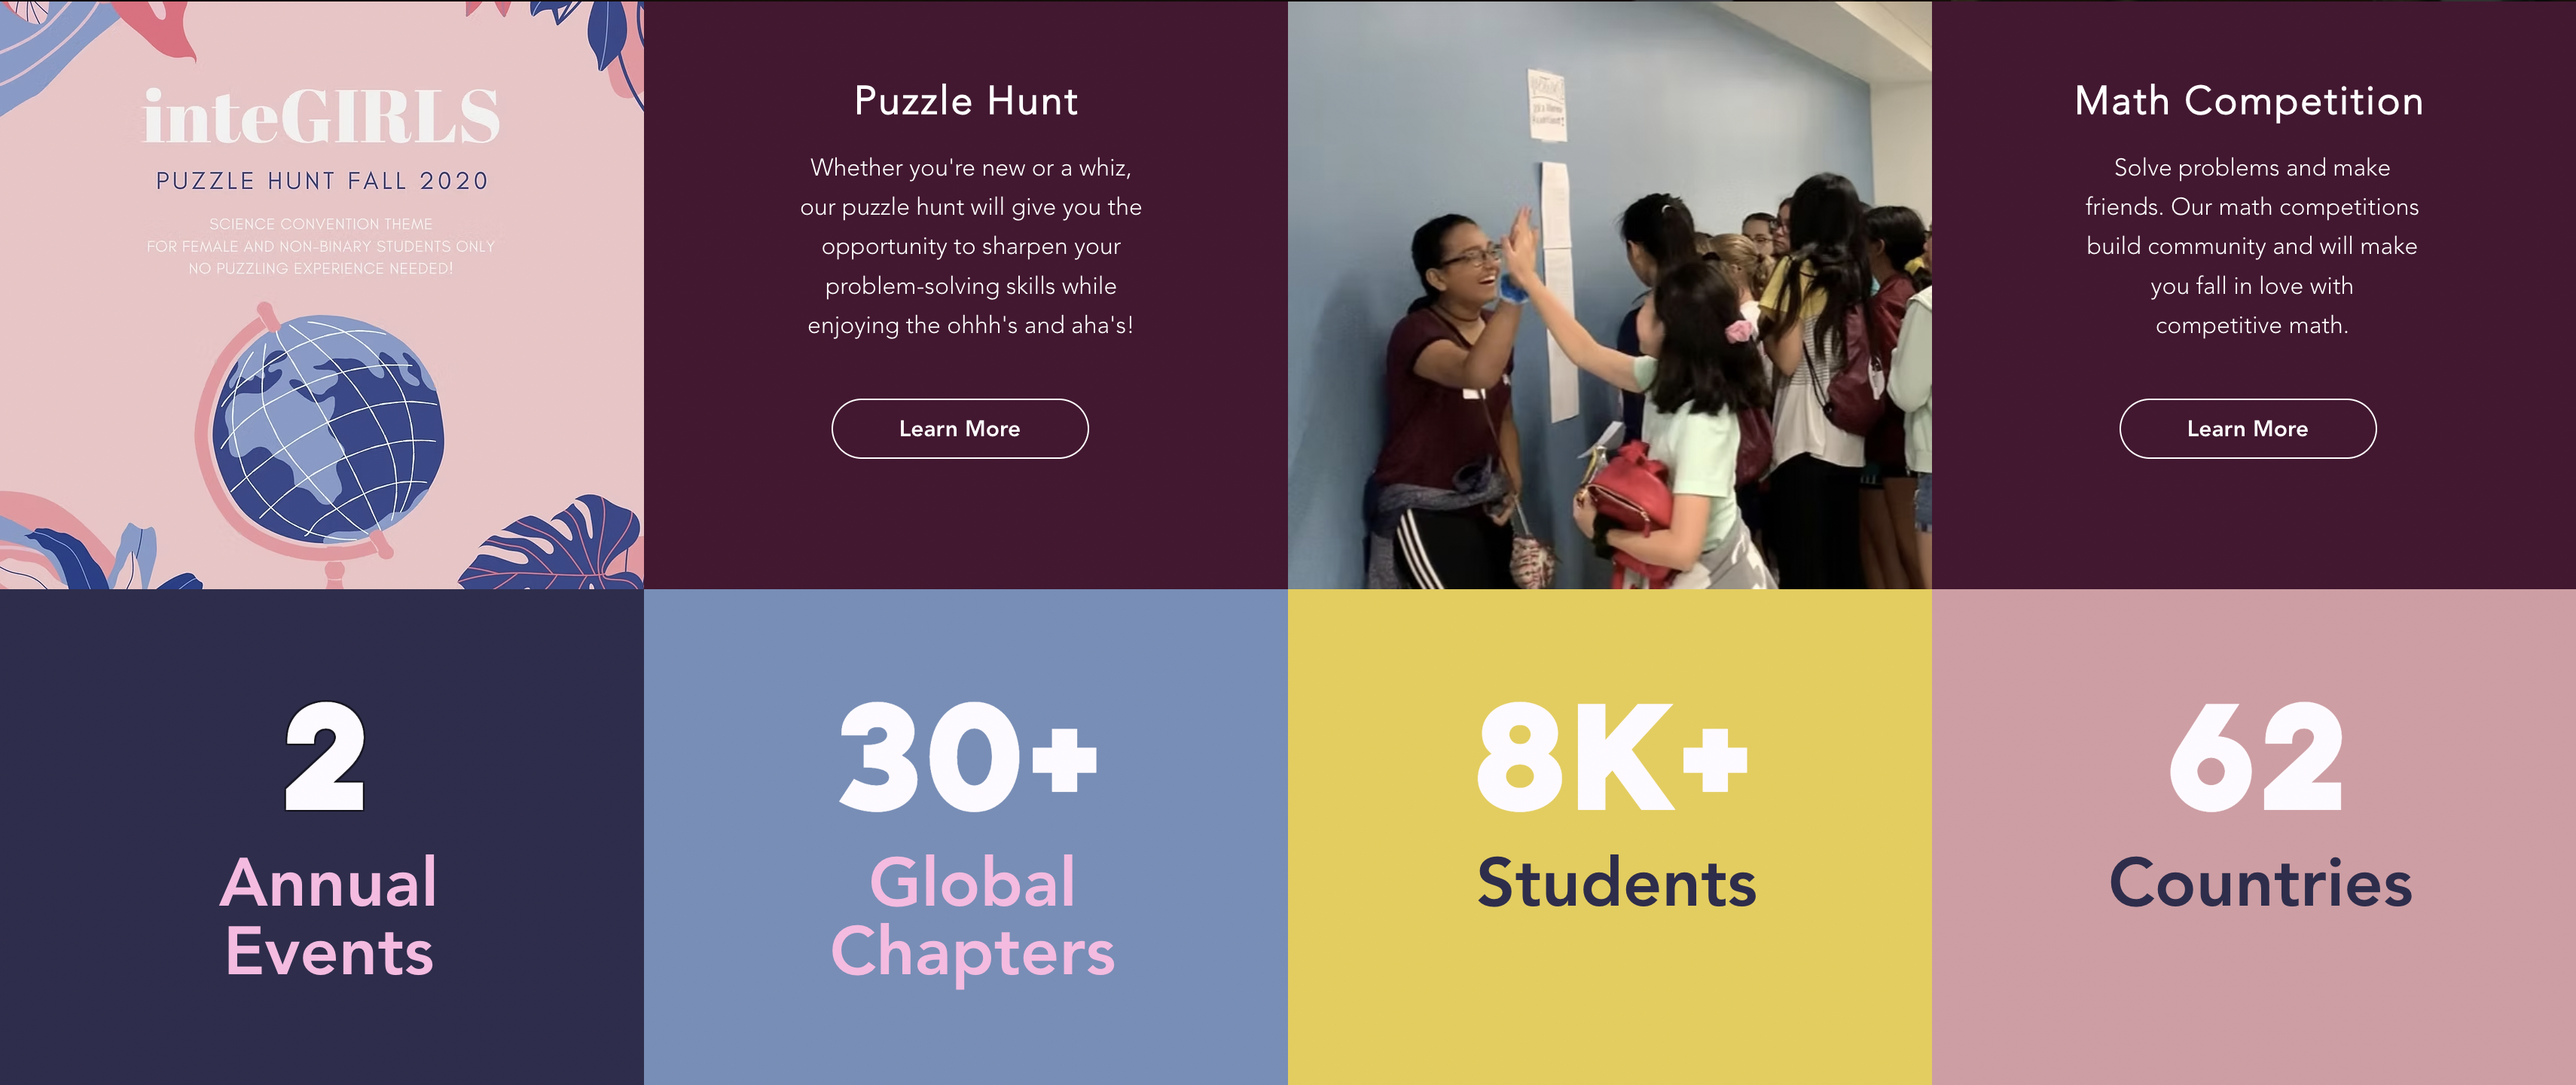 inteGIRLS
PUZZLE HUNT FALL 2020
SCIENCE CONVENTION THEME
FOR FEMALE AND NON-BINARY STUDENTS ONLY
NO PUZZLING EXPERIENCE NEEDED!
Puzzle Hunt
Whether you're new or a whiz,
our puzzle hunt will give you the
opportunity to sharpen your
problem-solving skills while
enjoying the ohhh's and aha's!
Learn More
Math Competition
Solve problems and make
friends. Our math competitions
build community and will make
you fall in love with
competitive math.
Learn More
2
Annual
Events
30+
Global
Chapters
8K+
Students
62
Countries